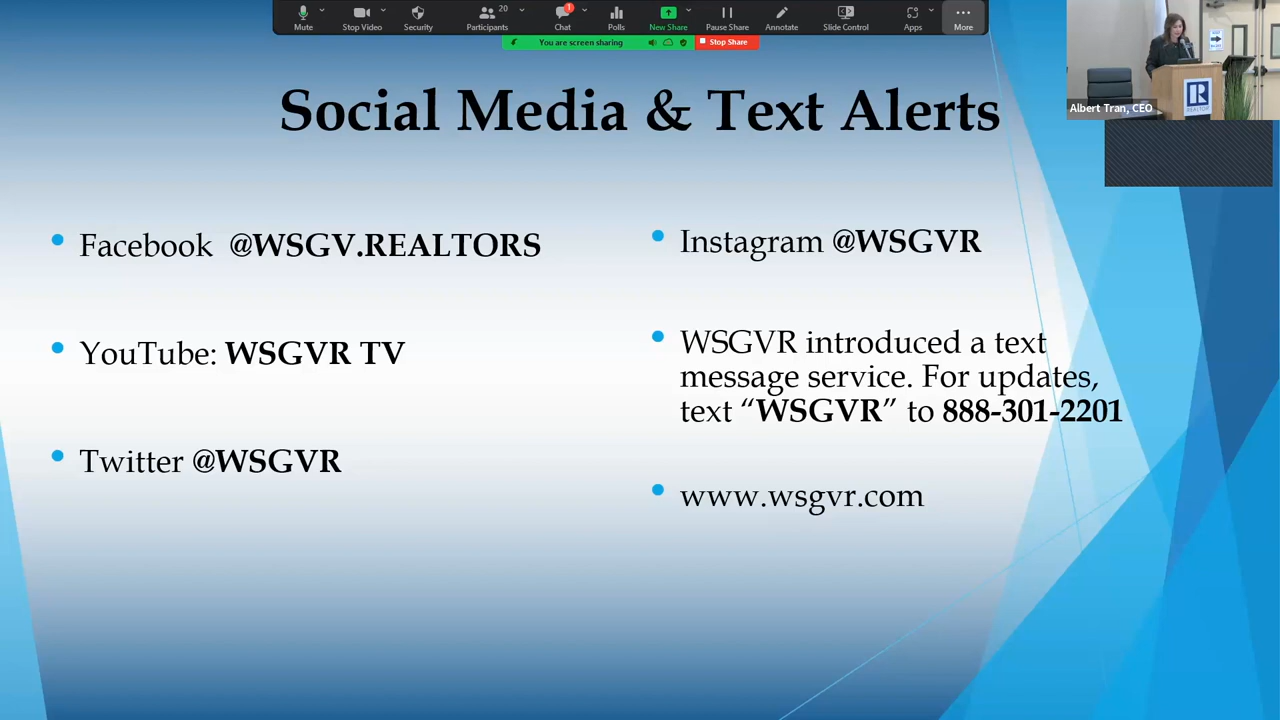 Mute
Stop Video
Security
Participants
20
Chat
1
Polls
New Share
Pause Share
Annotate
Slide Control
Apps
More
You are screen sharing
Stop Share
Albert Tran, CEO
R
REALTOR
Social Media & Text Alerts
Facebook @WSGV.REALTORS
YouTube: WSGVR TV
Twitter @WSGVR
Instagram @WSGVR
WSGVR introduced a text
message service. For updates,
text “WSGVR” to 888-301-2201
www.wsgvr.com